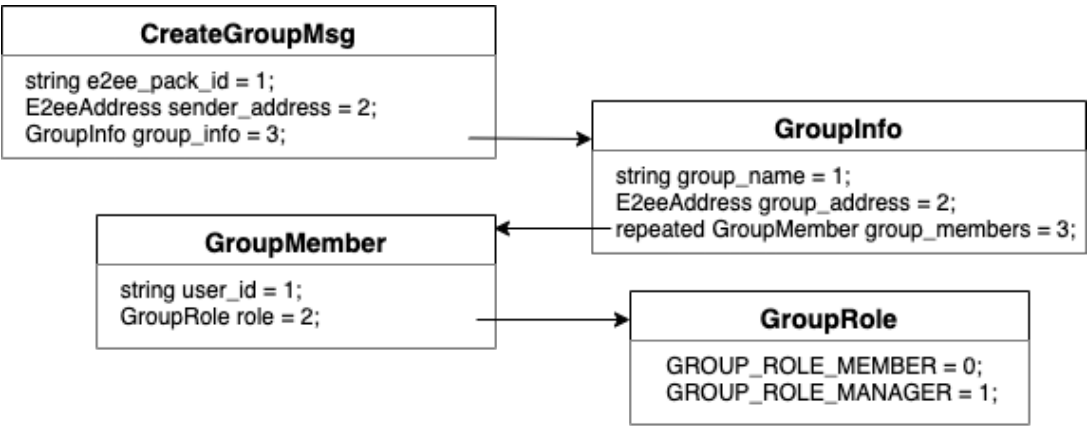 CreateGroupMsg
string e2ee_pack_id = 1;
E2eeAddress sender_address = 2;
GroupInfo group_info = 3;
GroupInfo
string group_name = 1;
E2eeAddress group_address = 2;
repeated GroupMember group_members = 3;
GroupMember
string user_id = 1;
GroupRole role = 2;
GroupRole
GROUP_ROLE_MEMBER = 0;
GROUP_ROLE_MANAGER = 1;